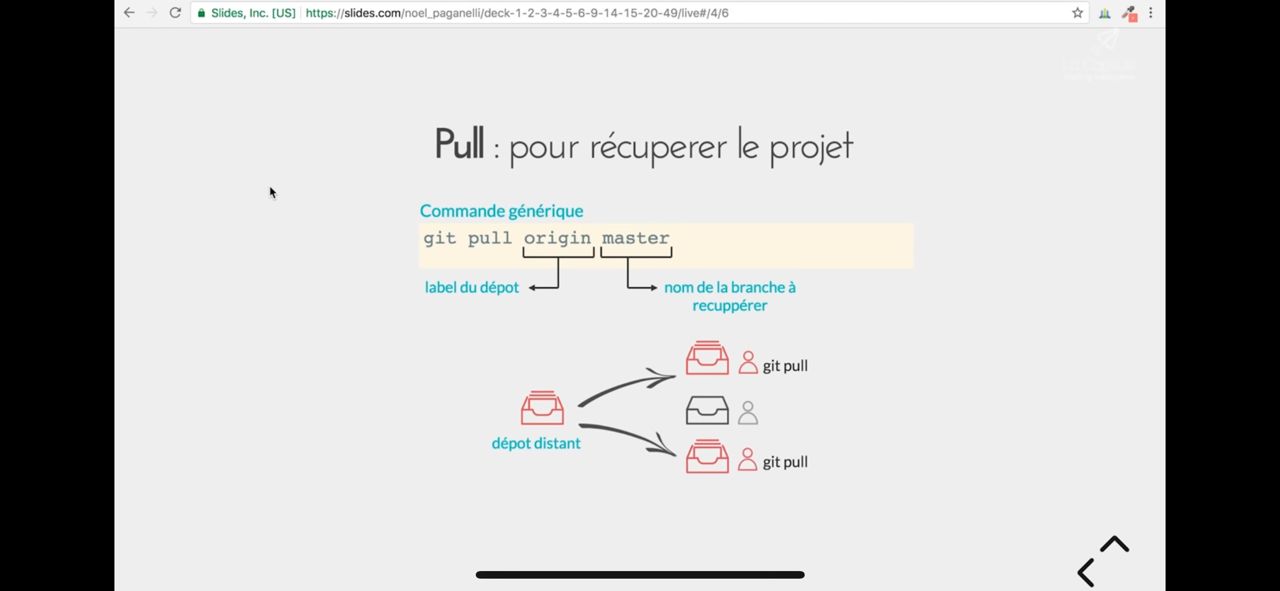 Slides, Inc. [US] https://slides.com/noel_paganelli/deck-1-2-3-4-5-6-9-14-15-20-49/live#/4/6
Pull : pour récuperer le projet
Commande générique
git pull origin master
label du dépot
nom de la branche à
recuppérer
git pull
dépot distant
git pull